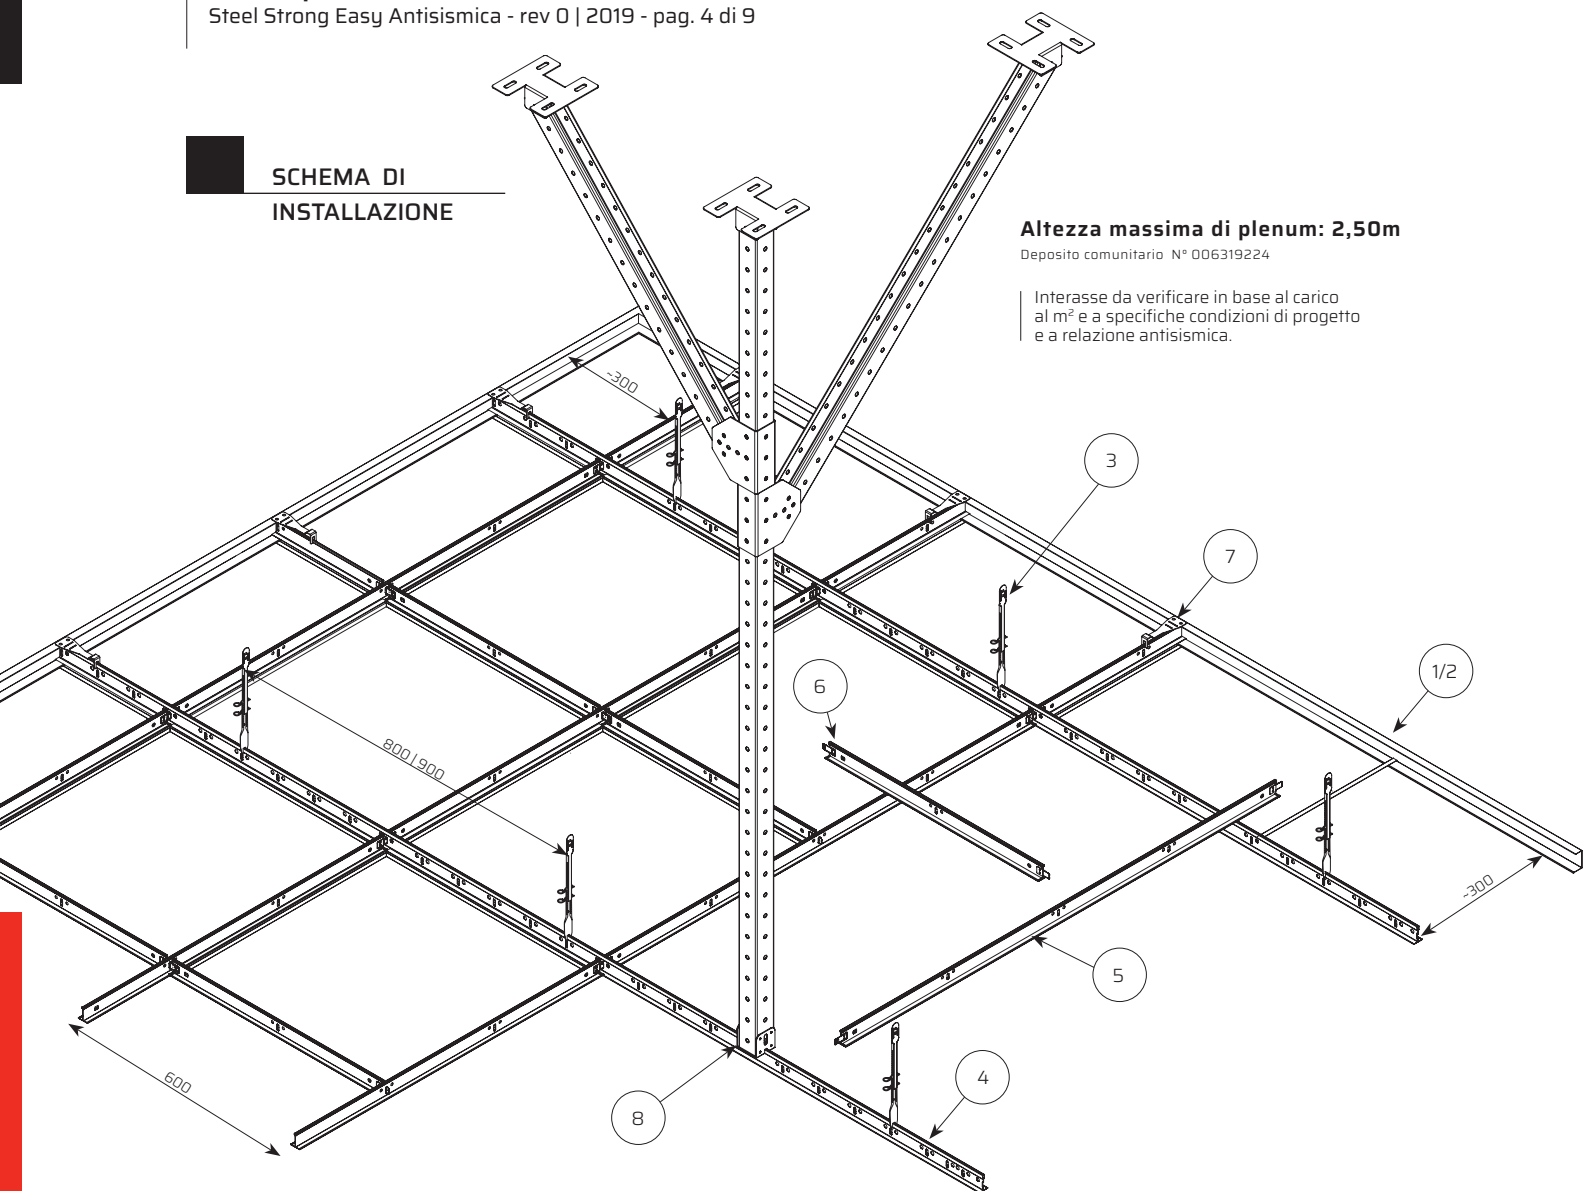 Steel Strong Easy Antisismica - rev 0 | 2019 - pag. 4 di 9
SCHEMA DI
INSTALLAZIONE
Altezza massima di plenum: 2,50m
Deposito comunitario N° 006319224
Interasse da verificare in base al carico
al m² e a specifiche condizioni di progetto
e a relazione antisismica.
~300
3
7
1/2
6
800 | 900
~300
5
4
600
8